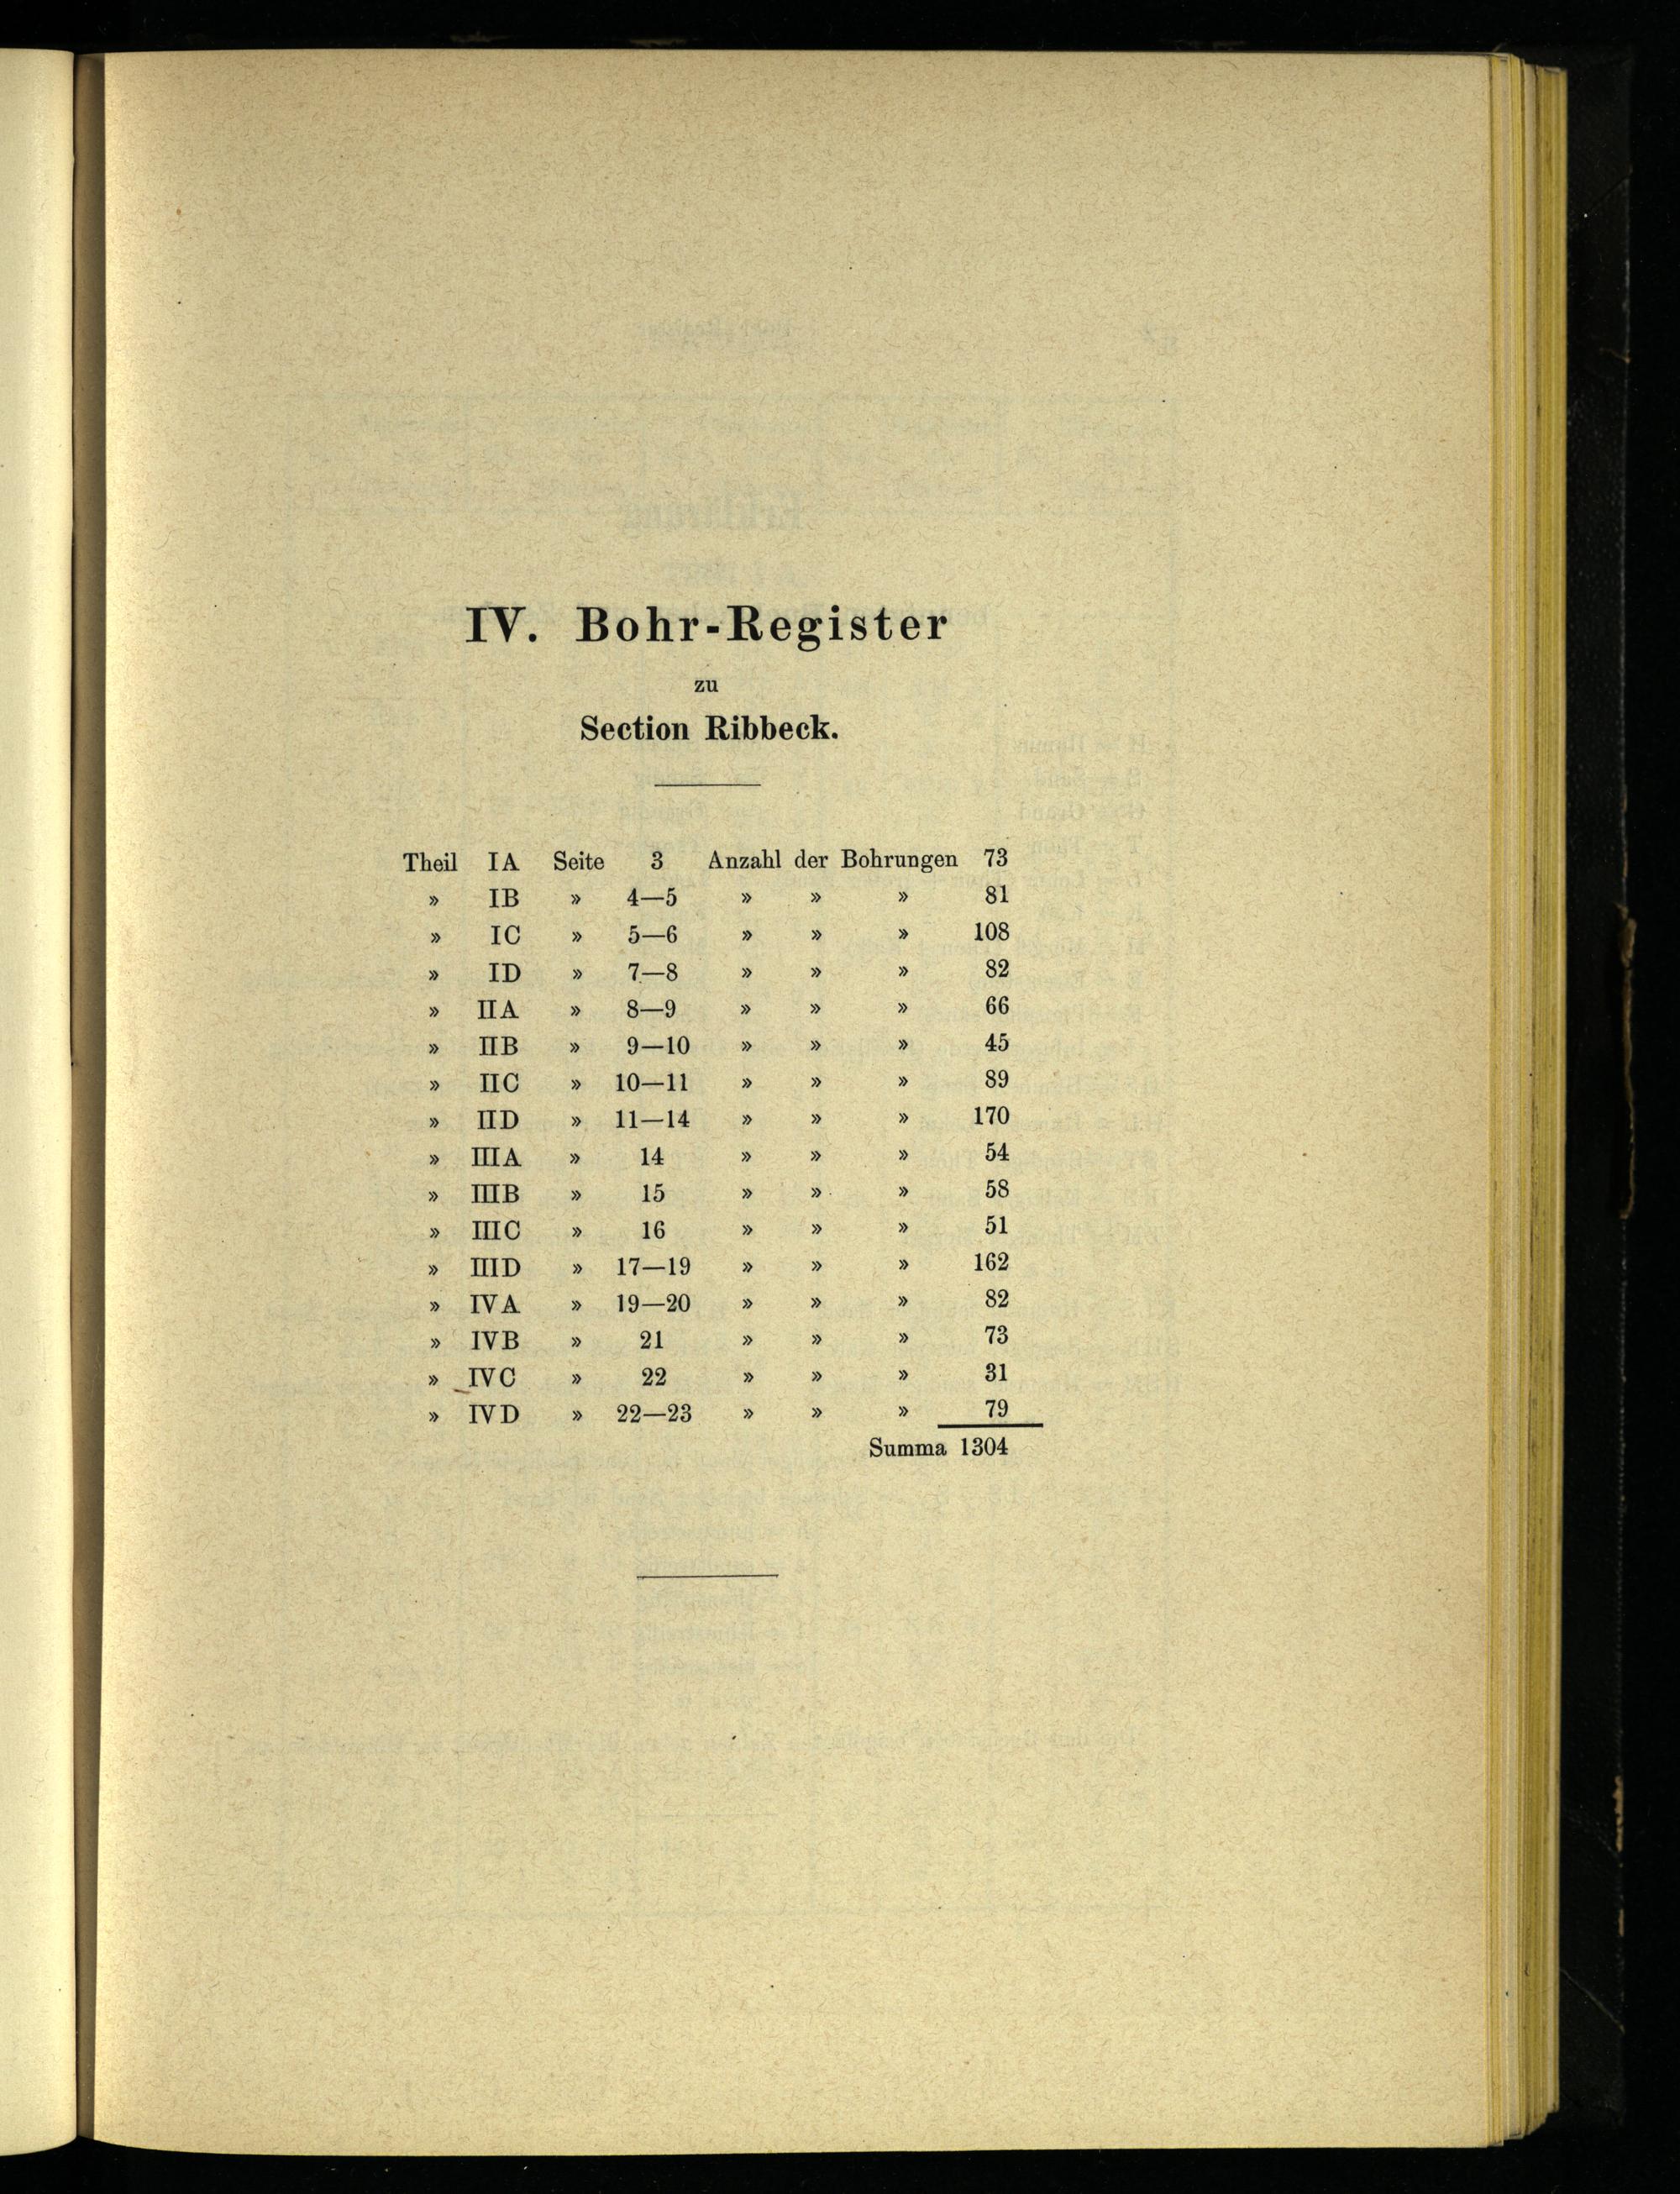 IV. Bohr-Register
zu
Section Ribbeck.
Theil IA Seite 3 Anzahl der Bohrungen 73
» IB » 4—5 » » » 81
» IC » 5—6 » » » 108
» ID » 7—8 » » » 82
» IIA » 8—9 » » » 66
» IIB » 9—10 » » » 45
» IIC » 10—11 » » » 89
» IID » 11—14 » » » 170
» IIIA » 14 » » » 54
» IIIB » 15 » » » 58
» IIIC » 16 » » » 51
» IIID » 17—19 » » » 162
» IVA » 19—20 » » » 82
» IVB » 21 » » » 73
» IVC » 22 » » » 31
» IVD » 22—23 » » » 79
Summa 1304